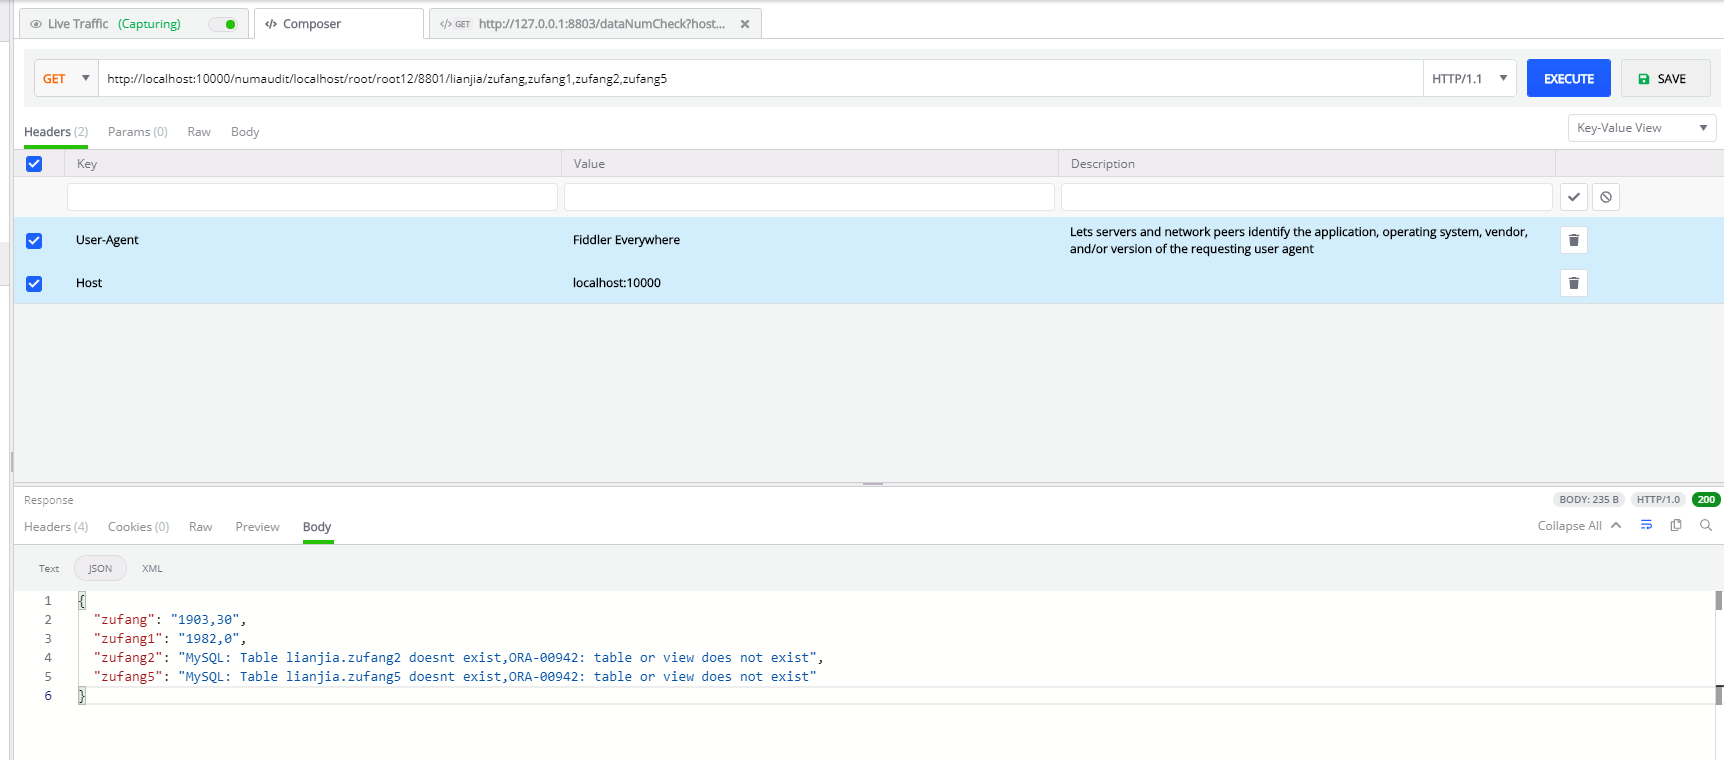 Live Traffic (Capturing)
</> Composer
</> GET http://127.0.0.1:8803/dataNumCheck?host...
GET
http://localhost:10000/numaudit/localhost/root/root12/8801/lianjia/zufang,zufang1,zufang2,zufang5
HTTP/1.1
EXECUTE
SAVE
Headers (2) Params (0) Raw Body
Key-Value View
Key Value Description
User-Agent Fiddler Everywhere Lets servers and network peers identify the application, operating system, vendor,
and/or version of the requesting user agent
Host localhost:10000
Response
BODY: 235 B HTTP/1.0 200
Headers (4) Cookies (0) Raw Preview Body
Collapse All
Text JSON XML
1 {
2 "zufang": "1903,30",
3 "zufang1": "1982,0",
4 "zufang2": "MySQL: Table lianjia.zufang2 doesnt exist,ORA-00942: table or view does not exist",
5 "zufang5": "MySQL: Table lianjia.zufang5 doesnt exist,ORA-00942: table or view does not exist"
6 }